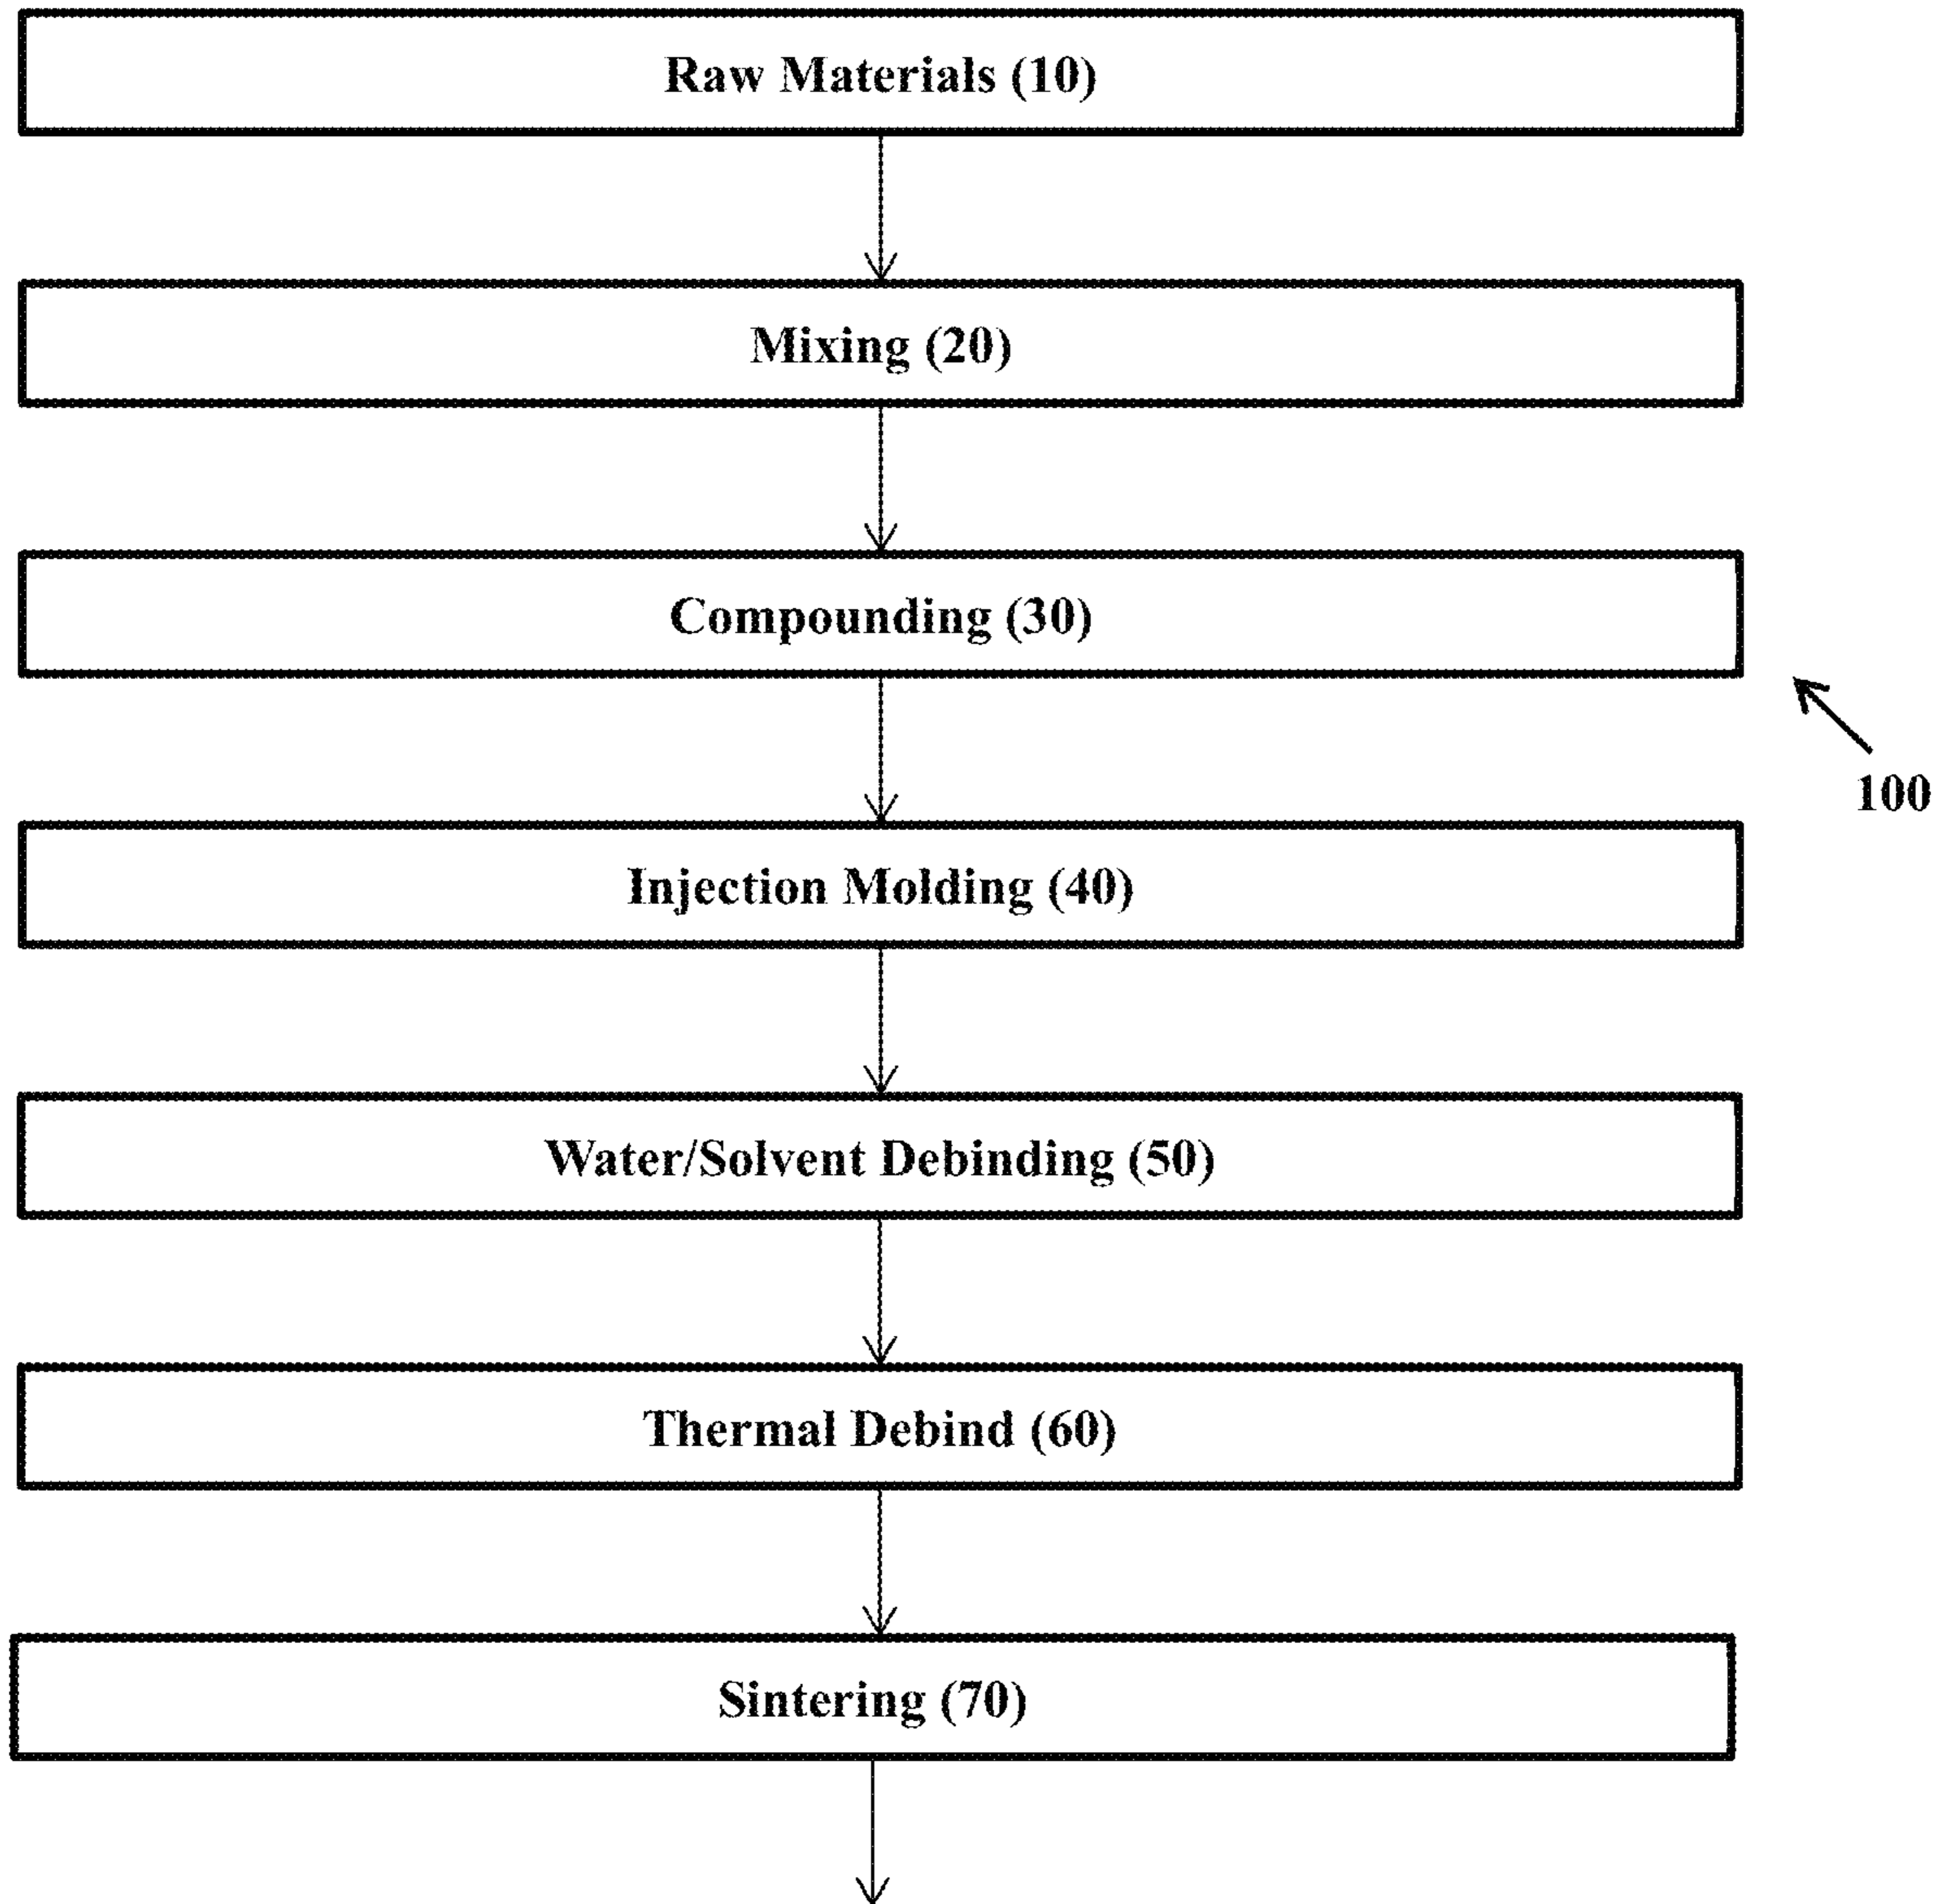 Raw Materials (10)
Mixing (20)
Compounding (30)
100
Injection Molding (40)
Water/Solvent Debinding (50)
Thermal Debind (60)
Sintering (70)